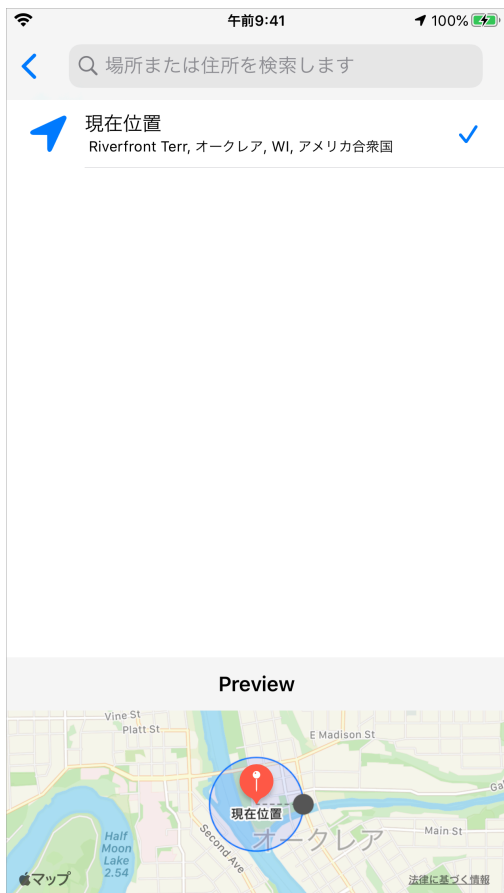 午前9:41
100%
場所または住所を検索します
現在位置
Riverfront Terr, オークレア, WI, アメリカ合衆国
Preview
Vine St
Platt St
E Madison St
Ga
現在位置
オークレア
Second Ave
Main St
Half
Moon
Lake
2.54
マップ
法律に基づく情報